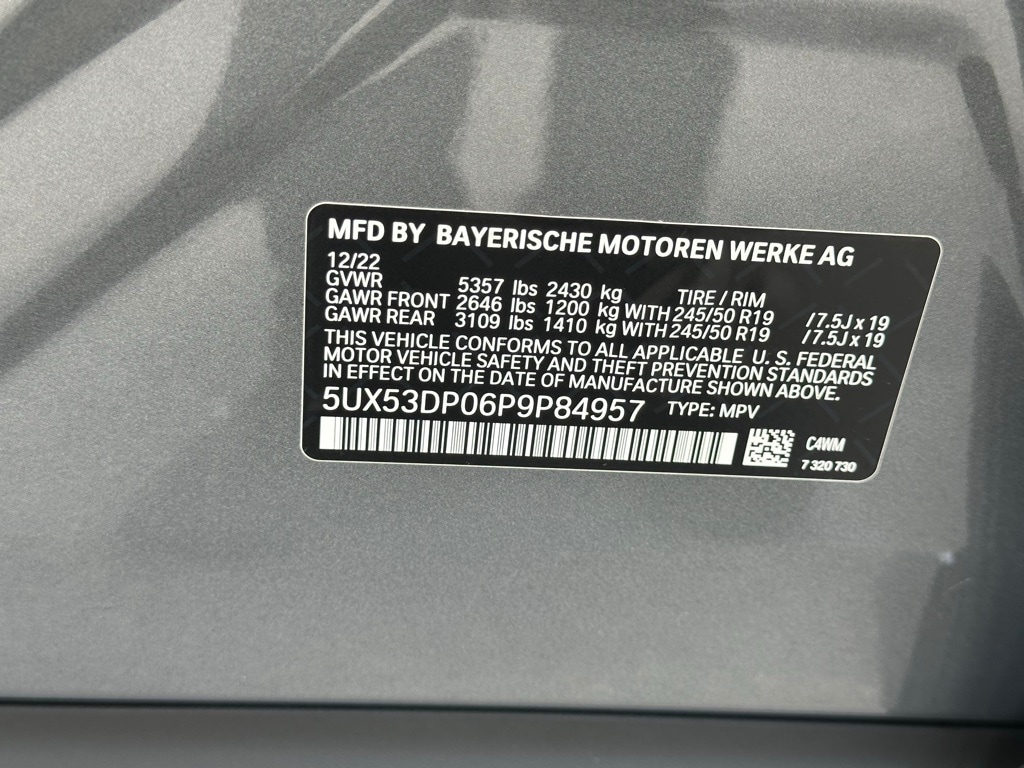 MFD BY BAYERISCHE MOTOREN WERKE AG
12/22
GVWR 5357 lbs 2430 kg TIRE / RIM
GAWR FRONT 2646 lbs 1200 kg WITH 245/50 R19 /7.5J x 19
GAWR REAR 3109 lbs 1410 kg WITH 245/50 R19 /7.5J x 19
THIS VEHICLE CONFORMS TO ALL APPLICABLE U. S. FEDERAL
MOTOR VEHICLE SAFETY AND THEFT PREVENTION STANDARDS
IN EFFECT ON THE DATE OF MANUFACTURE SHOWN ABOVE.
5UX53DP06P9P84957 TYPE: MPV
C4WM
7 320 730